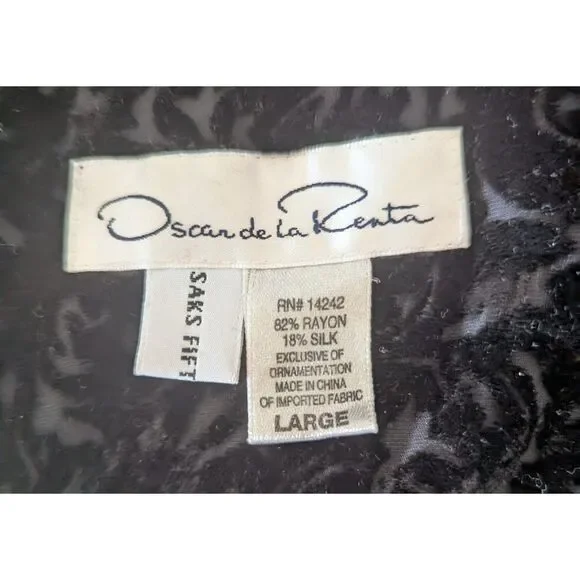 Oscar de la Renta
SAKS FIFT
RN# 14242
82% RAYON
18% SILK
EXCLUSIVE OF
ORNAMENTATION
MADE IN CHINA
OF IMPORTED FABRIC
LARGE